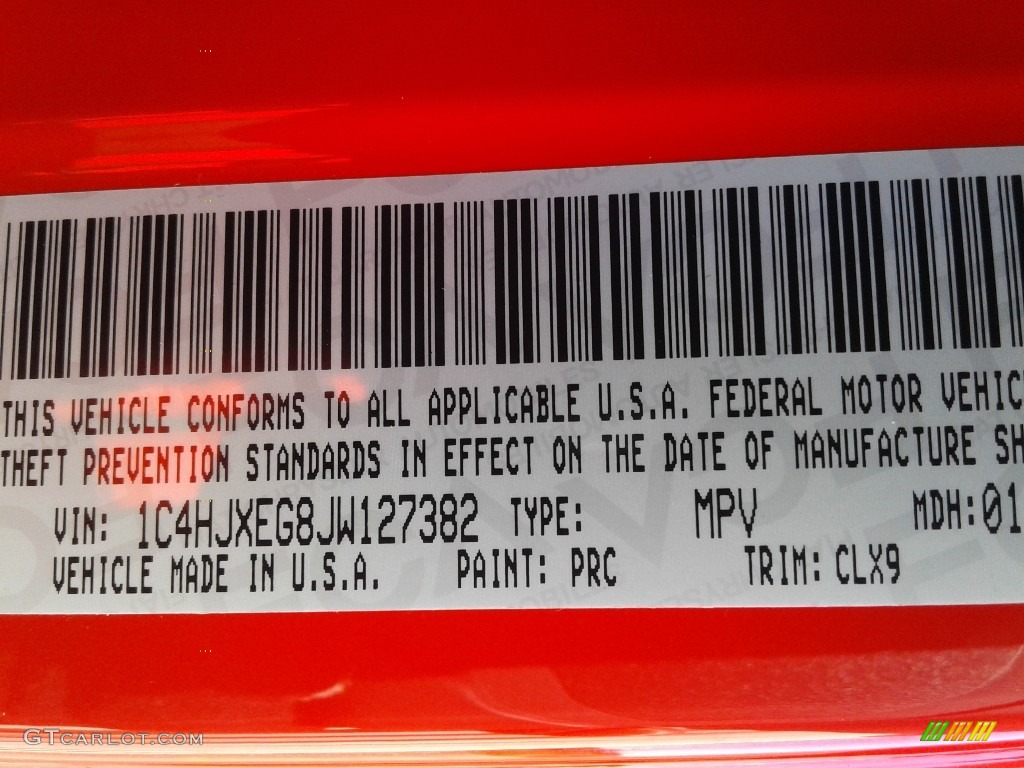 THIS VEHICLE CONFORMS TO ALL APPLICABLE U.S.A. FEDERAL MOTOR VEHIC
THEFT PREVENTION STANDARDS IN EFFECT ON THE DATE OF MANUFACTURE SH
VIN: 1C4HJXEG8JW127382 TYPE: MPV MDH:01
VEHICLE MADE IN U.S.A. PAINT: PRC TRIM: CLX9
GTCARLOT.COM